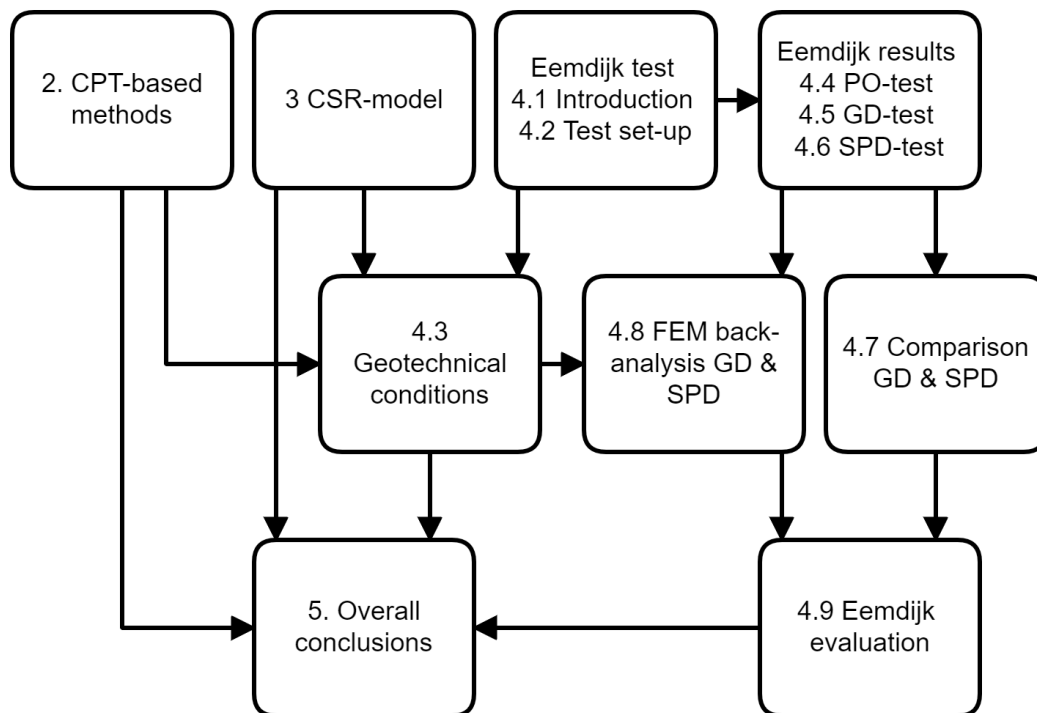 2. CPT-based
methods
3 CSR-model
Eemdijk test
4.1 Introduction
4.2 Test set-up
Eemdijk results
4.4 PO-test
4.5 GD-test
4.6 SPD-test
4.3
Geotechnical
conditions
4.8 FEM back-
analysis GD &
SPD
4.7 Comparison
GD & SPD
5. Overall
conclusions
4.9 Eemdijk
evaluation